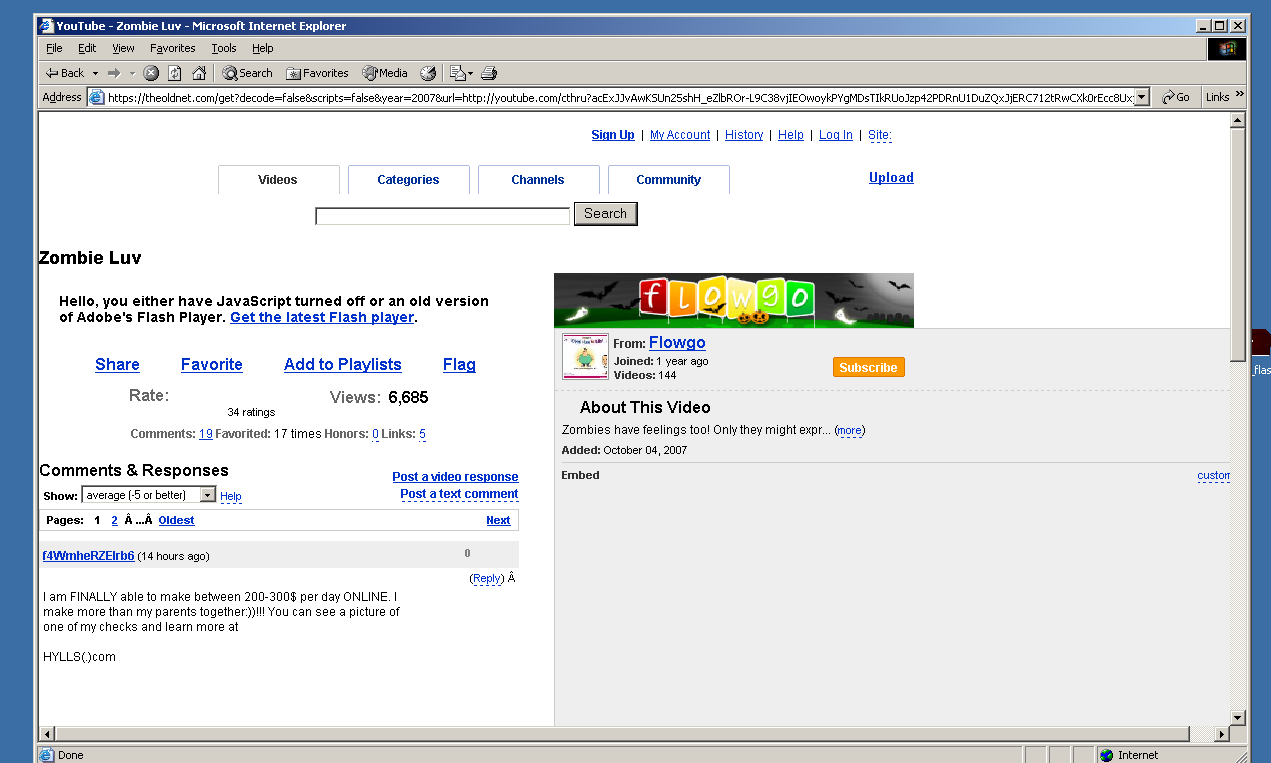 YouTube - Zombie Luv - Microsoft Internet Explorer
File Edit View Favorites Tools Help
Back Search Favorites Media
Address https://theoldnet.com/get?decode=false&scripts=false&year=2007&url=http://youtube.com/cthru? Go Links »
Sign Up | My Account | History | Help | Log In | Site:
Videos Categories Channels Community Upload
Search
Zombie Luv
flowgo
Hello, you either have JavaScript turned off or an old version
of Adobe's Flash Player. Get the latest Flash player.
From: Flowgo
Joined: 1 year ago
Videos: 144
Subscribe
Share Favorite Add to Playlists Flag
Rate:
34 ratings
Views: 6,685
Comments: 19 Favorited: 17 times Honors: 0 Links: 5
About This Video
Zombies have feelings too! Only they might expr... (more)
Added: October 04, 2007
Embed custom
Comments & Responses
Post a video response
Post a text comment
Show: average (-5 or better) Help
Pages: 1 2 Â ...Â Oldest Next
f4WmheRZEIrb6 (14 hours ago) 0
(Reply) Â
I am FINALLY able to make between 200-300$ per day ONLINE. I
make more than my parents together:))!!! You can see a picture of
one of my checks and learn more at
HYLLS(.)com
Done Internet
_flas